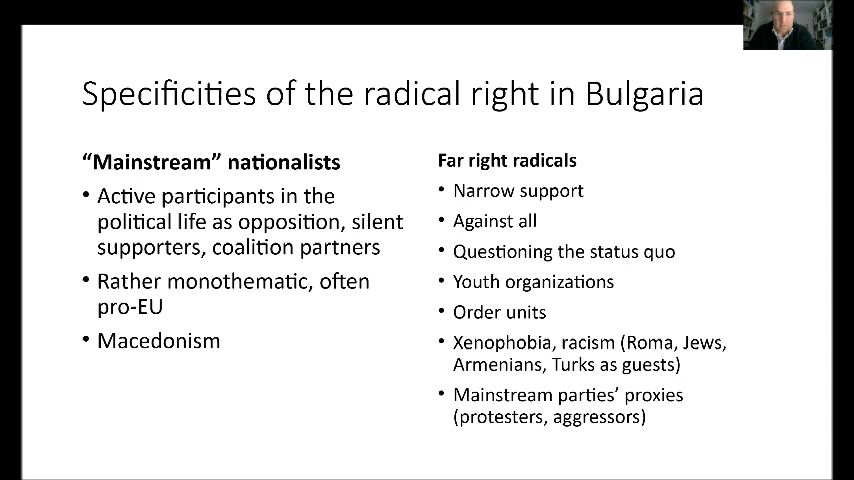 Specificities of the radical right in Bulgaria
“Mainstream” nationalists
• Active participants in the
political life as opposition, silent
supporters, coalition partners
• Rather monothematic, often
pro-EU
• Macedonism
Far right radicals
• Narrow support
• Against all
• Questioning the status quo
• Youth organizations
• Order units
• Xenophobia, racism (Roma, Jews,
Armenians, Turks as guests)
• Mainstream parties’ proxies
(protesters, aggressors)